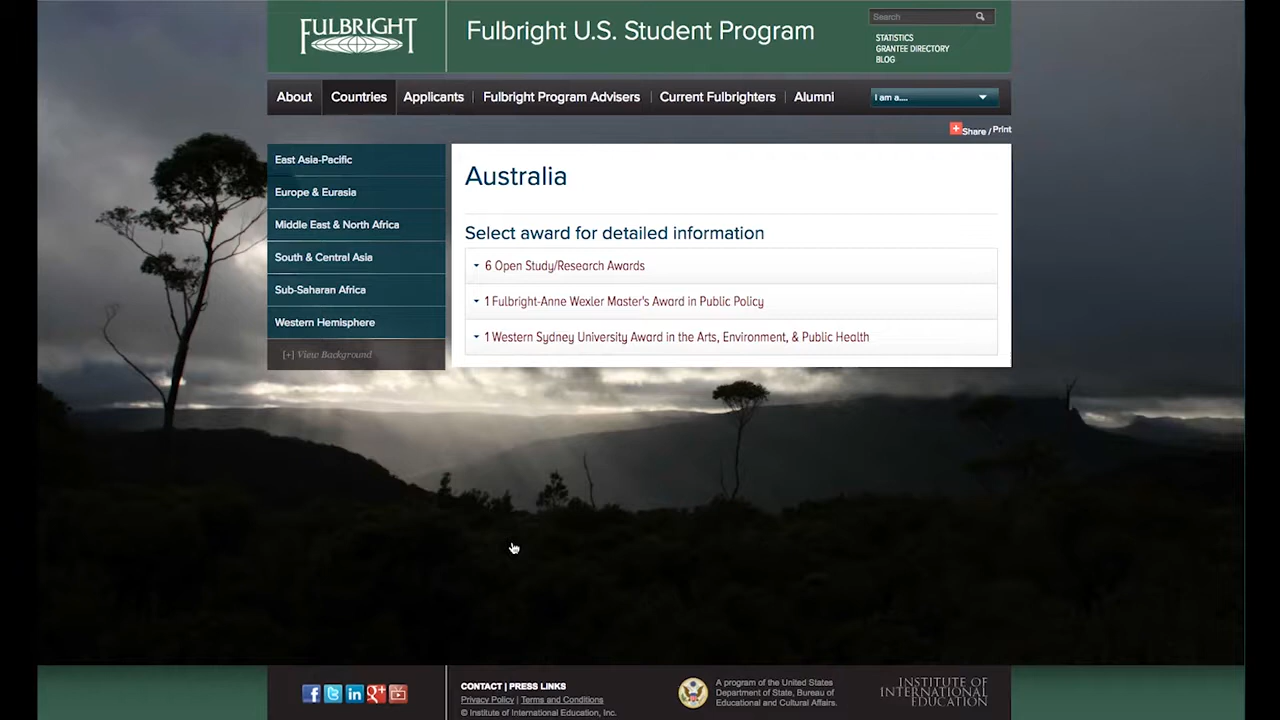 FULBRIGHT
Fulbright U.S. Student Program
Search
STATISTICS
GRANTEE DIRECTORY
BLOG
About
Countries
Applicants
Fulbright Program Advisers
Current Fulbrighters
Alumni
I am a....
Share / Print
East Asia-Pacific
Europe & Eurasia
Middle East & North Africa
South & Central Asia
Sub-Saharan Africa
Western Hemisphere
[+] View Background
Australia
Select award for detailed information
6 Open Study/Research Awards
1 Fulbright-Anne Wexler Master's Award in Public Policy
1 Western Sydney University Award in the Arts, Environment, & Public Health
CONTACT | PRESS LINKS
Privacy Policy | Terms and Conditions
© Institute of International Education, Inc.
A program of the United States
Department of State, Bureau of
Educational and Cultural Affairs.
INSTITUTE OF
INTERNATIONAL
EDUCATION